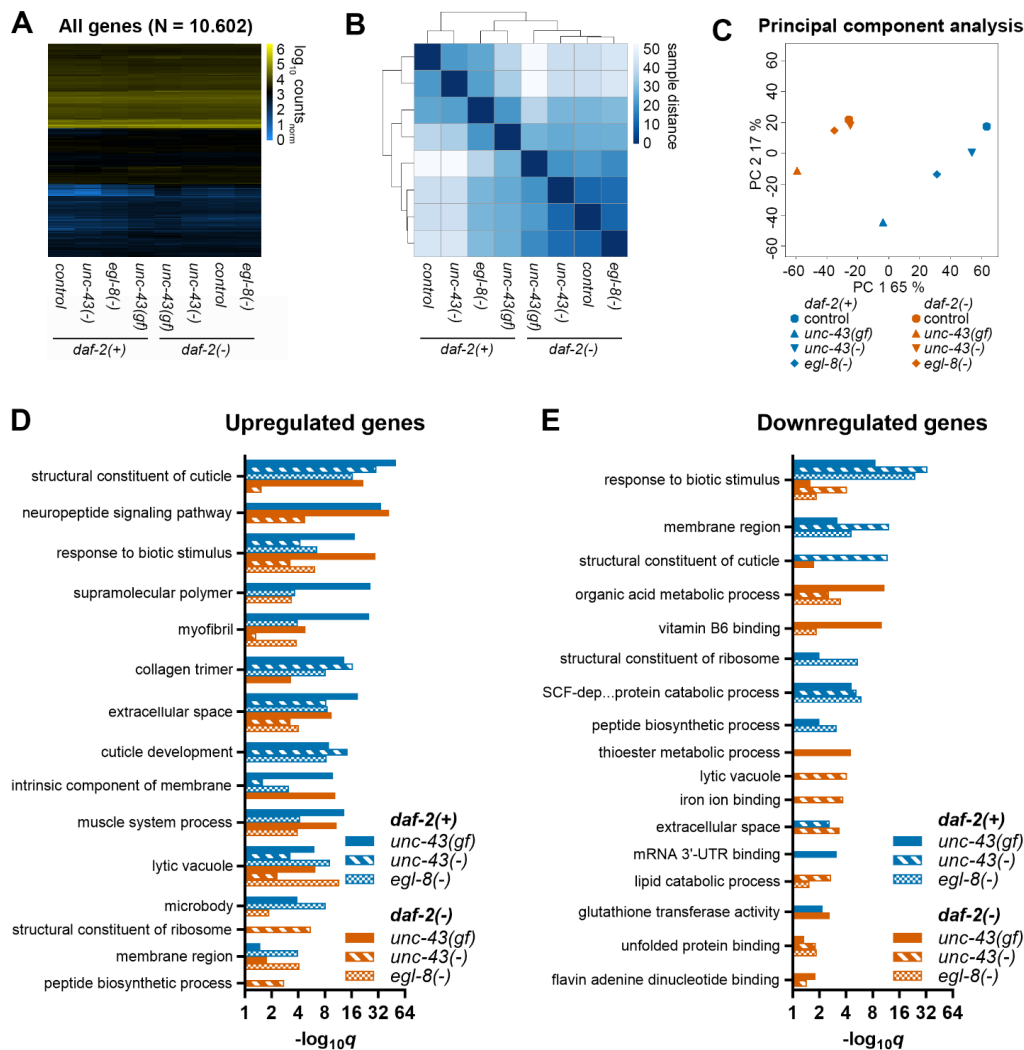 A
All genes (N = 10.602)
6
5
4
3
2
1
0
log10 counts norm
control
unc-43(-)
egl-8(-)
unc-43(gf)
unc-43(gf)
unc-43(-)
control
egl-8(-)
daf-2(+)
daf-2(-)
B
50
40
30
20
10
0
sample distance
control
unc-43(-)
egl-8(-)
unc-43(gf)
unc-43(gf)
unc-43(-)
control
egl-8(-)
daf-2(+)
daf-2(-)
C
Principal component analysis
60
40
20
0
-20
-40
-60
PC 2 17 %
-60 -40 -20 0 20 40 60
PC 1 65 %
daf-2(+)
control
unc-43(gf)
unc-43(-)
egl-8(-)
daf-2(-)
control
unc-43(gf)
unc-43(-)
egl-8(-)
D
Upregulated genes
structural constituent of cuticle
neuropeptide signaling pathway
response to biotic stimulus
supramolecular polymer
myofibril
collagen trimer
extracellular space
cuticle development
intrinsic component of membrane
muscle system process
lytic vacuole
microbody
structural constituent of ribosome
membrane region
peptide biosynthetic process
daf-2(+)
unc-43(gf)
unc-43(-)
egl-8(-)
daf-2(-)
unc-43(gf)
unc-43(-)
egl-8(-)
1 2 4 8 16 32 64
-log10q
E
Downregulated genes
response to biotic stimulus
membrane region
structural constituent of cuticle
organic acid metabolic process
vitamin B6 binding
structural constituent of ribosome
SCF-dep...protein catabolic process
peptide biosynthetic process
thioester metabolic process
lytic vacuole
iron ion binding
extracellular space
mRNA 3'-UTR binding
lipid catabolic process
glutathione transferase activity
unfolded protein binding
flavin adenine dinucleotide binding
daf-2(+)
unc-43(gf)
unc-43(-)
egl-8(-)
daf-2(-)
unc-43(gf)
unc-43(-)
egl-8(-)
1 2 4 8 16 32 64
-log10q